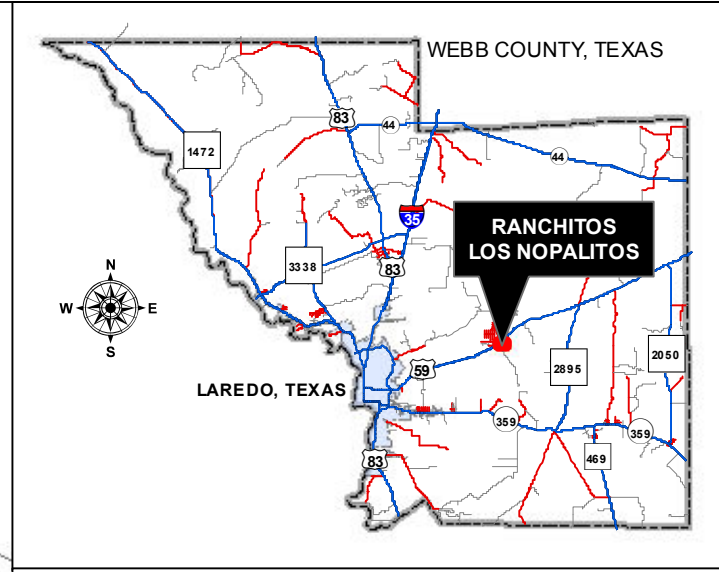 WEBB COUNTY, TEXAS
83
44
1472
44
35
RANCHITOS
LOS NOPALITOS
3338
83
N
W
E
S
2050
59
2895
LAREDO, TEXAS
359
359
469
83